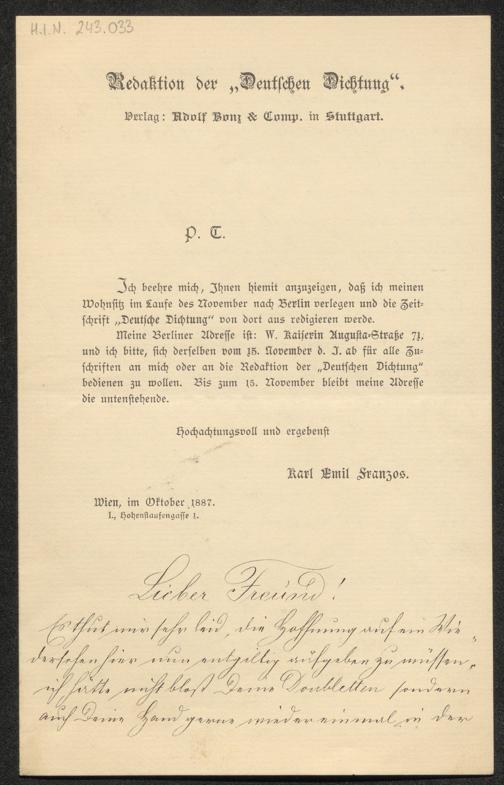 H.I.N. 243.033
Redaktion der „Deutschen Dichtung“.
Verlag: Adolf Bonz & Comp. in Stuttgart.
P. T.
Ich beehre mich, Ihnen hiemit anzuzeigen, daß ich meinen
Wohnsitz im Laufe des November nach Berlin verlegen und die Zeit-
schrift „Deutsche Dichtung“ von dort aus redigieren werde.
Meine Berliner Adresse ist: W. Kaiserin Augusta-Straße 71,
und ich bitte, sich derselben vom 15. November d. J. ab für alle Zu-
schriften an mich oder an die Redaktion der „Deutschen Dichtung“
bedienen zu wollen. Bis zum 15. November bleibt meine Adresse
die untenstehende.
Hochachtungsvoll und ergebenst
Karl Emil Franzos.
Wien, im Oktober 1887.
I., Hohenstaufengasse 1.
Lieber Freund!
Es thut mir sehr leid, die Hoffnung auf ein Wie-
dersehen hier nun entgiltig aufgeben zu müssen,
ich hätte nicht bloß Deine Doubletten sondern
auch Deine Hand gerne wieder einmal in der